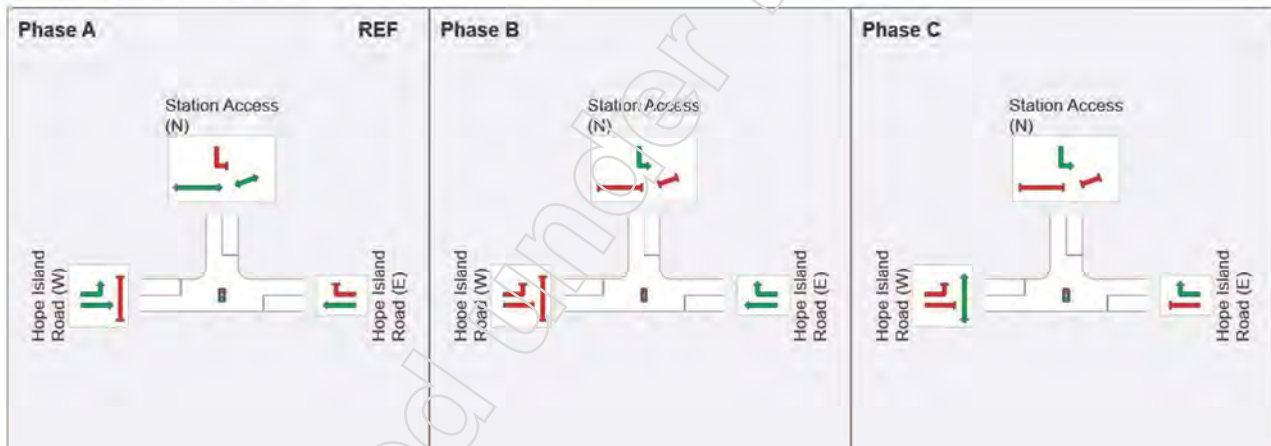 Phase A
REF
Station Access
(N)
Hope Island
Road (W)
Hope Island
Road (E)
Phase B
Station Access
(N)
Hope Island
Road (W)
Hope Island
Road (E)
Phase C
Station Access
(N)
Hope Island
Road (W)
Hope Island
Road (E)
under